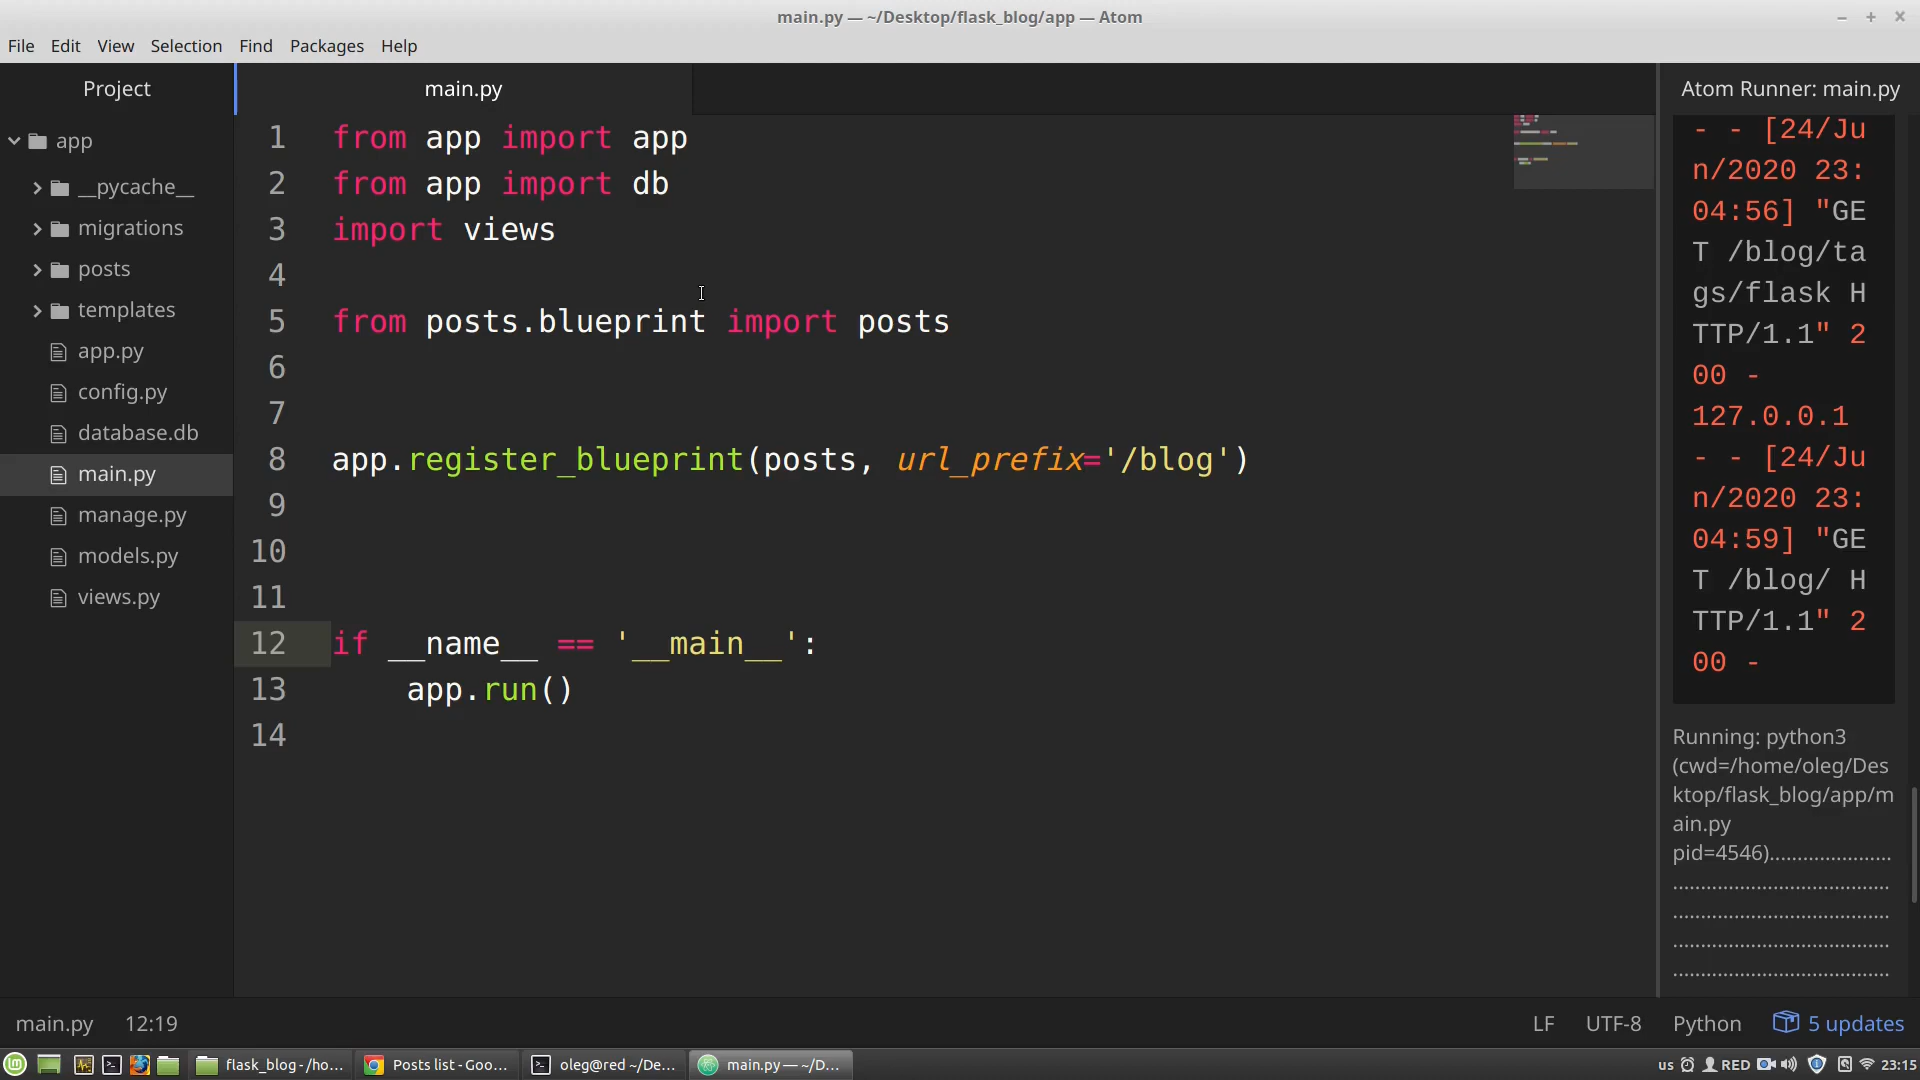 main.py — ~/Desktop/flask_blog/app — Atom
File Edit View Selection Find Packages Help
Project
app
__pycache__
migrations
posts
templates
app.py
config.py
database.db
main.py
manage.py
models.py
views.py
main.py
1 from app import app
2 from app import db
3 import views
4
5 from posts.blueprint import posts
6
7
8 app.register_blueprint(posts, url_prefix='/blog')
9
10
11
12 if __name__ == '__main__':
13     app.run()
14
Atom Runner: main.py
- - [24/Ju
n/2020 23:
04:56] "GE
T /blog/ta
gs/flask H
TTP/1.1" 2
00 -
127.0.0.1
- - [24/Ju
n/2020 23:
04:59] "GE
T /blog/ H
TTP/1.1" 2
00 -
Running: python3
(cwd=/home/oleg/Des
ktop/flask_blog/app/m
ain.py
pid=4546)......................
.......................................
.......................................
.......................................
.......................................
main.py 12:19 LF UTF-8 Python 5 updates
flask_blog - /ho... Posts list - Goo... oleg@red ~/De... main.py — ~/D... us RED 23:15